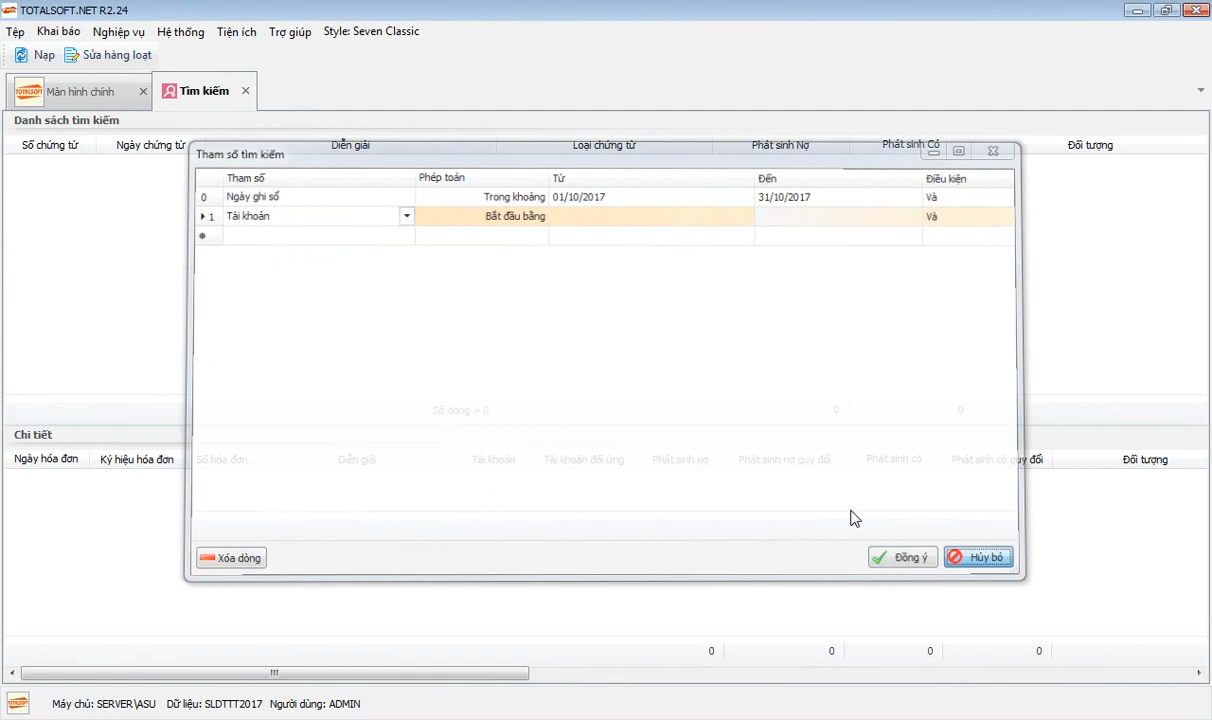 TOTALSOFT.NET R2.24
Tệp Khai báo Nghiệp vụ Hệ thống Tiện ích Trợ giúp Style: Seven Classic
Nạp Sửa hàng loạt
TOTALSOFT Màn hình chính Tìm kiếm
Danh sách tìm kiếm
Số chứng từ Ngày chứng từ Diễn giải Loại chứng từ Phát sinh Nợ Phát sinh Có Đối tượng
Tham số tìm kiếm
Tham số Phép toán Từ Đến Điều kiện
0 Ngày ghi sổ Trong khoảng 01/10/2017 31/10/2017 Và
1 Tài khoản Bắt đầu bằng Và
Số dòng = 0 0 0
Chi tiết
Ngày hóa đơn Ký hiệu hóa đơn Số hóa đơn Diễn giải Tài khoản Tài khoản đối ứng Phát sinh nợ Phát sinh nợ quy đổi Phát sinh có Phát sinh có quy đổi Đối tượng
Xóa dòng Đồng ý Hủy bỏ
0 0 0 0
TOTALSOFT Máy chủ: SERVER\ASU Dữ liệu: SLDTTT2017 Người dùng: ADMIN